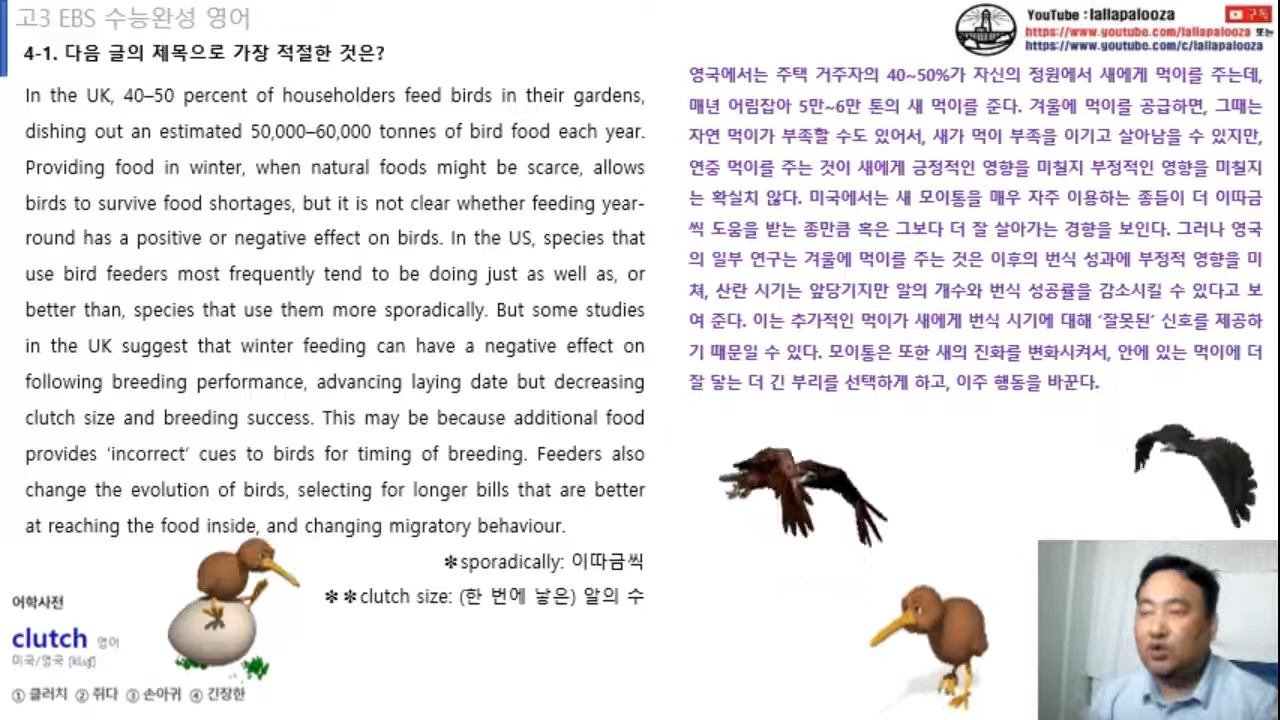 고3 EBS 수능완성 영어
4-1. 다음 글의 제목으로 가장 적절한 것은?
In the UK, 40–50 percent of householders feed birds in their gardens,
dishing out an estimated 50,000–60,000 tonnes of bird food each year.
Providing food in winter, when natural foods might be scarce, allows
birds to survive food shortages, but it is not clear whether feeding year-
round has a positive or negative effect on birds. In the US, species that
use bird feeders most frequently tend to be doing just as well as, or
better than, species that use them more sporadically. But some studies
in the UK suggest that winter feeding can have a negative effect on
following breeding performance, advancing laying date but decreasing
clutch size and breeding success. This may be because additional food
provides ‘incorrect’ cues to birds for timing of breeding. Feeders also
change the evolution of birds, selecting for longer bills that are better
at reaching the food inside, and changing migratory behaviour.
*sporadically: 이따금씩
**clutch size: (한 번에 낳은) 알의 수
어학사전
clutch 영어
미국/영국 [klʌtʃ]
① 클러치 ② 쥐다 ③ 손아귀 ④ 긴장한
YouTube : lallapalooza
구독
https://www.youtube.com/lallapalooza 또는
https://www.youtube.com/c/lallapalooza
영국에서는 주택 거주자의 40~50%가 자신의 정원에서 새에게 먹이를 주는데,
매년 어림잡아 5만~6만 톤의 새 먹이를 준다. 겨울에 먹이를 공급하면, 그때는
자연 먹이가 부족할 수도 있어서, 새가 먹이 부족을 이기고 살아남을 수 있지만,
연중 먹이를 주는 것이 새에게 긍정적인 영향을 미칠지 부정적인 영향을 미칠지
는 확실치 않다. 미국에서는 새 모이통을 매우 자주 이용하는 종들이 더 이따금
씩 도움을 받는 종만큼 혹은 그보다 더 잘 살아가는 경향을 보인다. 그러나 영국
의 일부 연구는 겨울에 먹이를 주는 것은 이후의 번식 성과에 부정적 영향을 미
쳐, 산란 시기는 앞당기지만 알의 개수와 번식 성공률을 감소시킬 수 있다고 보
여 준다. 이는 추가적인 먹이가 새에게 번식 시기에 대해 ‘잘못된’ 신호를 제공하
기 때문일 수 있다. 모이통은 또한 새의 진화를 변화시켜서, 안에 있는 먹이에 더
잘 닿는 더 긴 부리를 선택하게 하고, 이주 행동을 바꾼다.